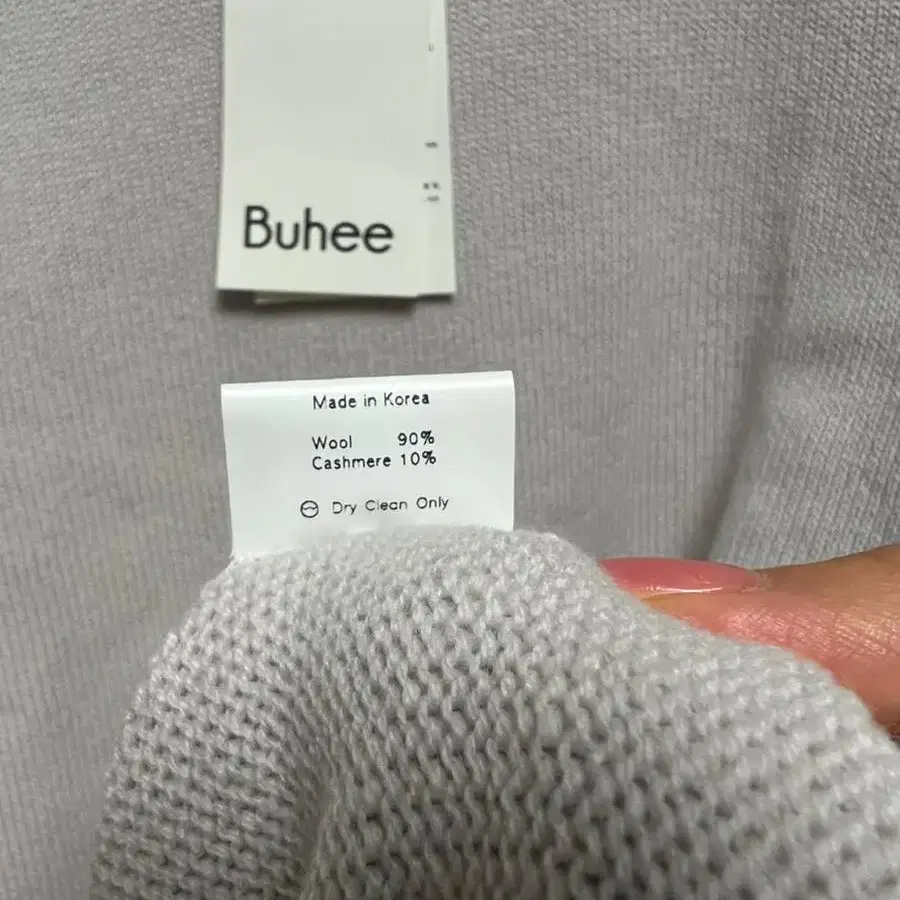 Buhee
Made in Korea
Wool 90%
Cashmere 10%
Dry Clean Only